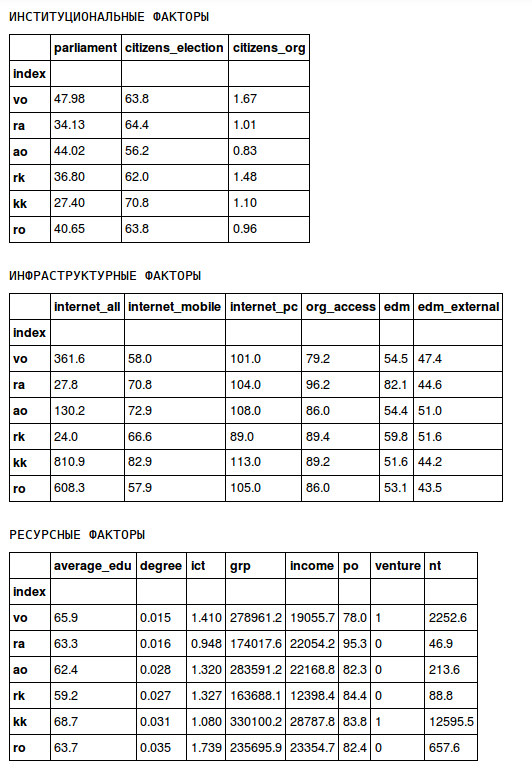 ИНСТИТУЦИОНАЛЬНЫЕ ФАКТОРЫ
parliament citizens_election citizens_org
index
vo 47.98 63.8 1.67
ra 34.13 64.4 1.01
ao 44.02 56.2 0.83
rk 36.80 62.0 1.48
kk 27.40 70.8 1.10
ro 40.65 63.8 0.96
ИНФРАСТРУКТУРНЫЕ ФАКТОРЫ
internet_all internet_mobile internet_pc org_access edm edm_external
index
vo 361.6 58.0 101.0 79.2 54.5 47.4
ra 27.8 70.8 104.0 96.2 82.1 44.6
ao 130.2 72.9 108.0 86.0 54.4 51.0
rk 24.0 66.6 89.0 89.4 59.8 51.6
kk 810.9 82.9 113.0 89.2 51.6 44.2
ro 608.3 57.9 105.0 86.0 53.1 43.5
РЕСУРСНЫЕ ФАКТОРЫ
average_edu degree ict grp income po venture nt
index
vo 65.9 0.015 1.410 278961.2 19055.7 78.0 1 2252.6
ra 63.3 0.016 0.948 174017.6 22054.2 95.3 0 46.9
ao 62.4 0.028 1.320 283591.2 22168.8 82.3 0 213.6
rk 59.2 0.027 1.327 163688.1 12398.4 84.4 0 88.8
kk 68.7 0.031 1.080 330100.2 28787.8 83.8 1 12595.5
ro 63.7 0.035 1.739 235695.9 23354.7 82.4 0 657.6